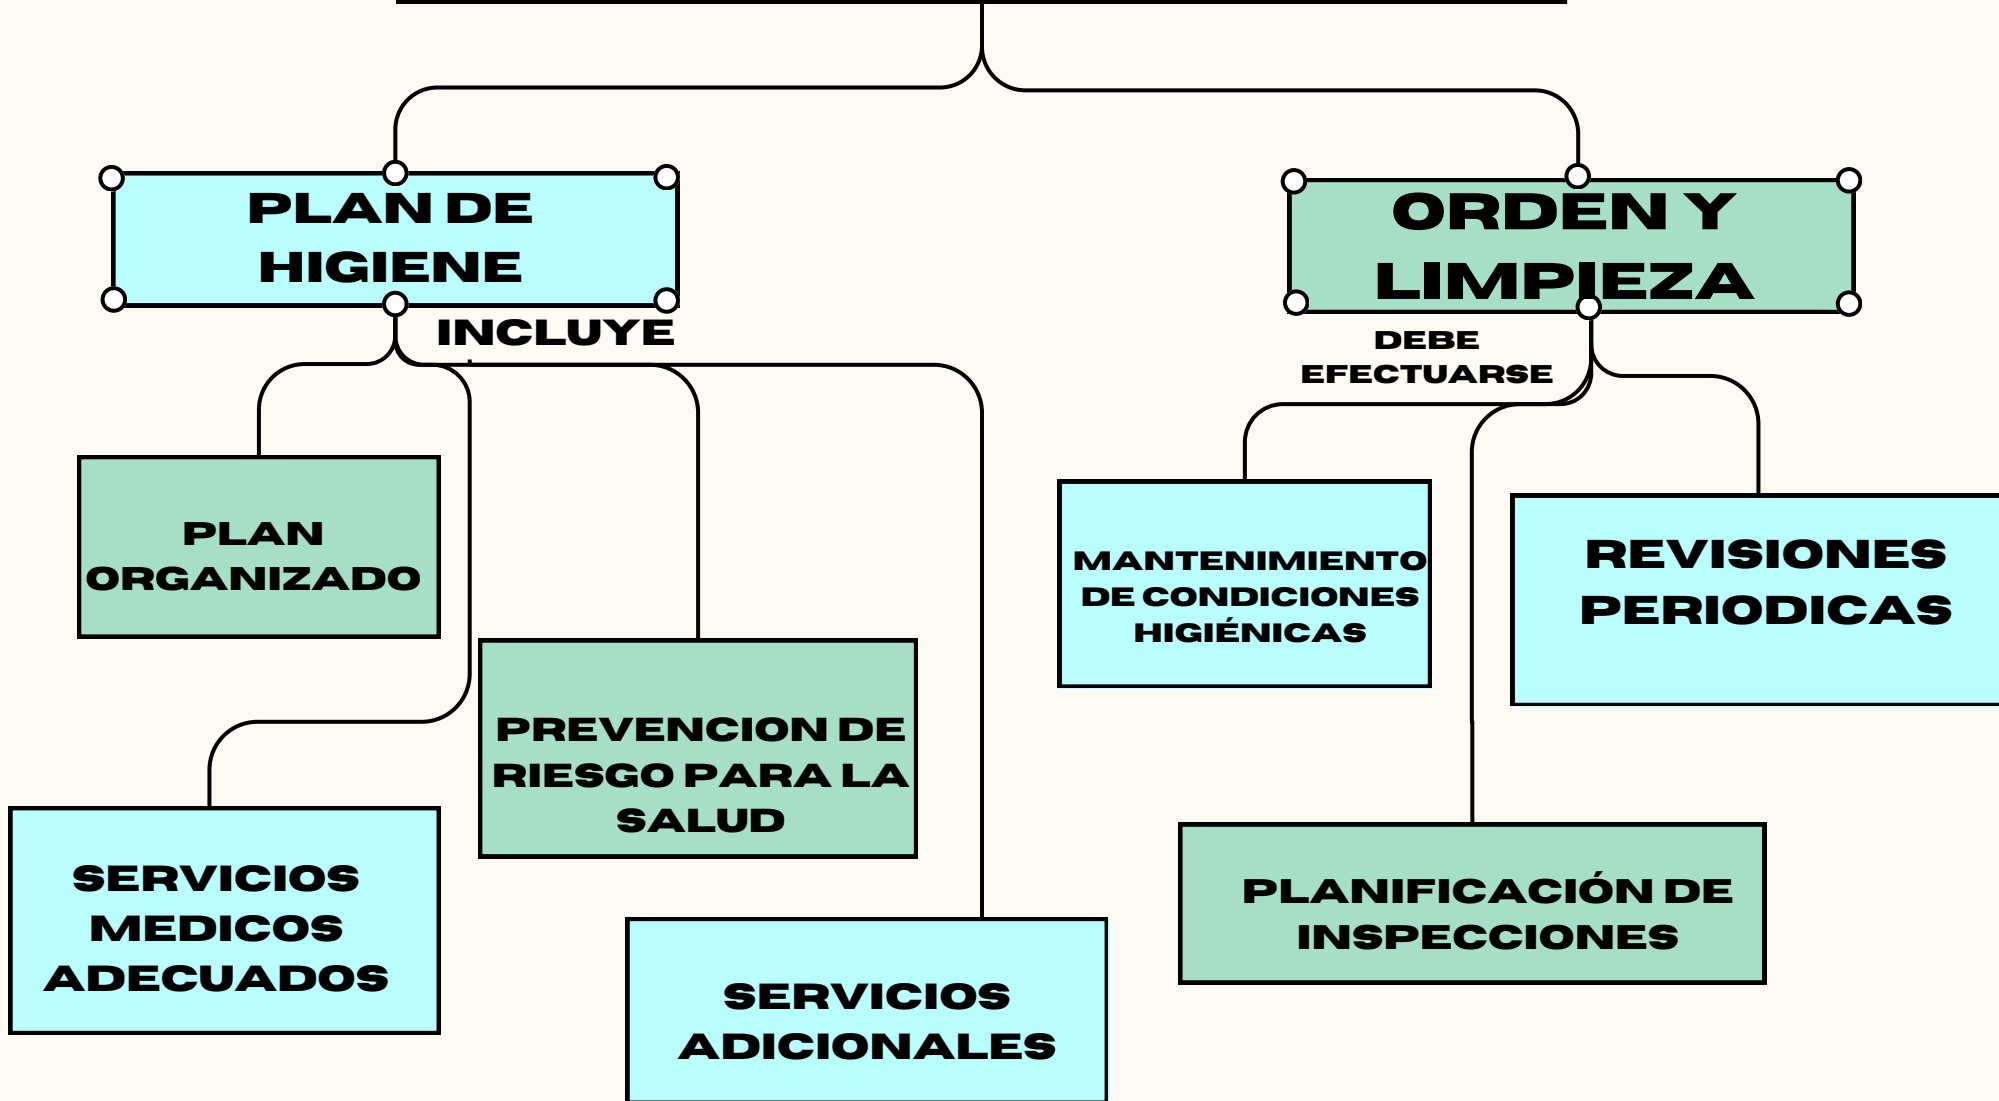 PLAN DE
HIGIENE
INCLUYE
PLAN
ORGANIZADO
SERVICIOS
MEDICOS
ADECUADOS
PREVENCION DE
RIESGO PARA LA
SALUD
SERVICIOS
ADICIONALES
ORDEN Y
LIMPIEZA
DEBE
EFECTUARSE
MANTENIMIENTO
DE CONDICIONES
HIGIÉNICAS
REVISIONES
PERIODICAS
PLANIFICACIÓN DE
INSPECCIONES